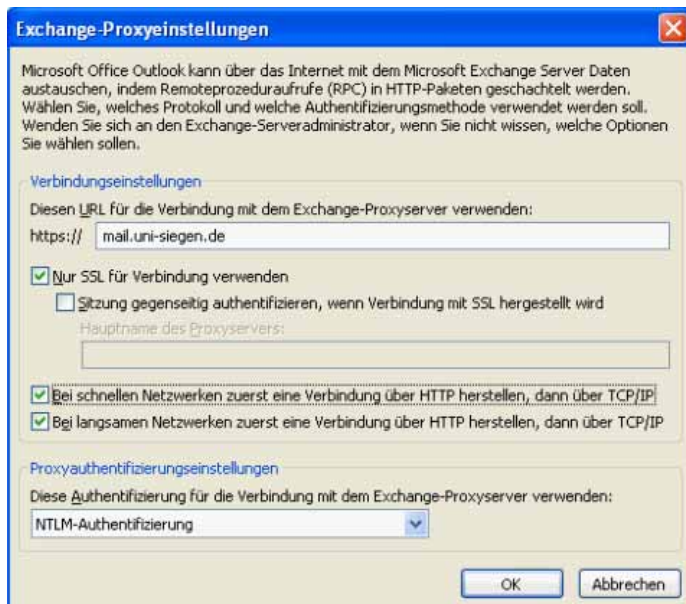 Exchange-Proxyeinstellungen
Microsoft Office Outlook kann über das Internet mit dem Microsoft Exchange Server Daten
austauschen, indem Remoteprozeduraufrufe (RPC) in HTTP-Paketen geschachtelt werden.
Wählen Sie, welches Protokoll und welche Authentifizierungsmethode verwendet werden soll.
Wenden Sie sich an den Exchange-Serveradministrator, wenn Sie nicht wissen, welche Optionen
Sie wählen sollen.
Verbindungseinstellungen
Diesen URL für die Verbindung mit dem Exchange-Proxyserver verwenden:
https:// mail.uni-siegen.de
Nur SSL für Verbindung verwenden
Sitzung gegenseitig authentifizieren, wenn Verbindung mit SSL hergestellt wird
Hauptname des Proxyservers:
Bei schnellen Netzwerken zuerst eine Verbindung über HTTP herstellen, dann über TCP/IP
Bei langsamen Netzwerken zuerst eine Verbindung über HTTP herstellen, dann über TCP/IP
Proxyauthentifizierungseinstellungen
Diese Authentifizierung für die Verbindung mit dem Exchange-Proxyserver verwenden:
NTLM-Authentifizierung
OK Abbrechen